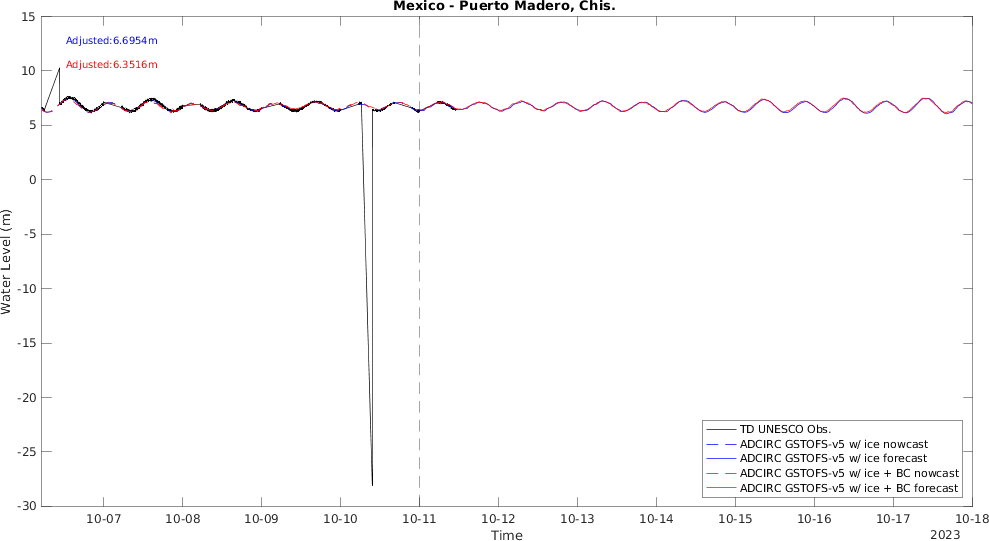 Mexico - Puerto Madero, Chis.
15
10
5
0
-5
-10
-15
-20
-25
-30
Water Level (m)
Adjusted:6.6954m
Adjusted:6.3516m
TD UNESCO Obs.
ADCIRC GSTOFS-v5 w/ ice nowcast
ADCIRC GSTOFS-v5 w/ ice forecast
ADCIRC GSTOFS-v5 w/ ice + BC nowcast
ADCIRC GSTOFS-v5 w/ ice + BC forecast
10-07 10-08 10-09 10-10 10-11 10-12 10-13 10-14 10-15 10-16 10-17 10-18
Time
2023